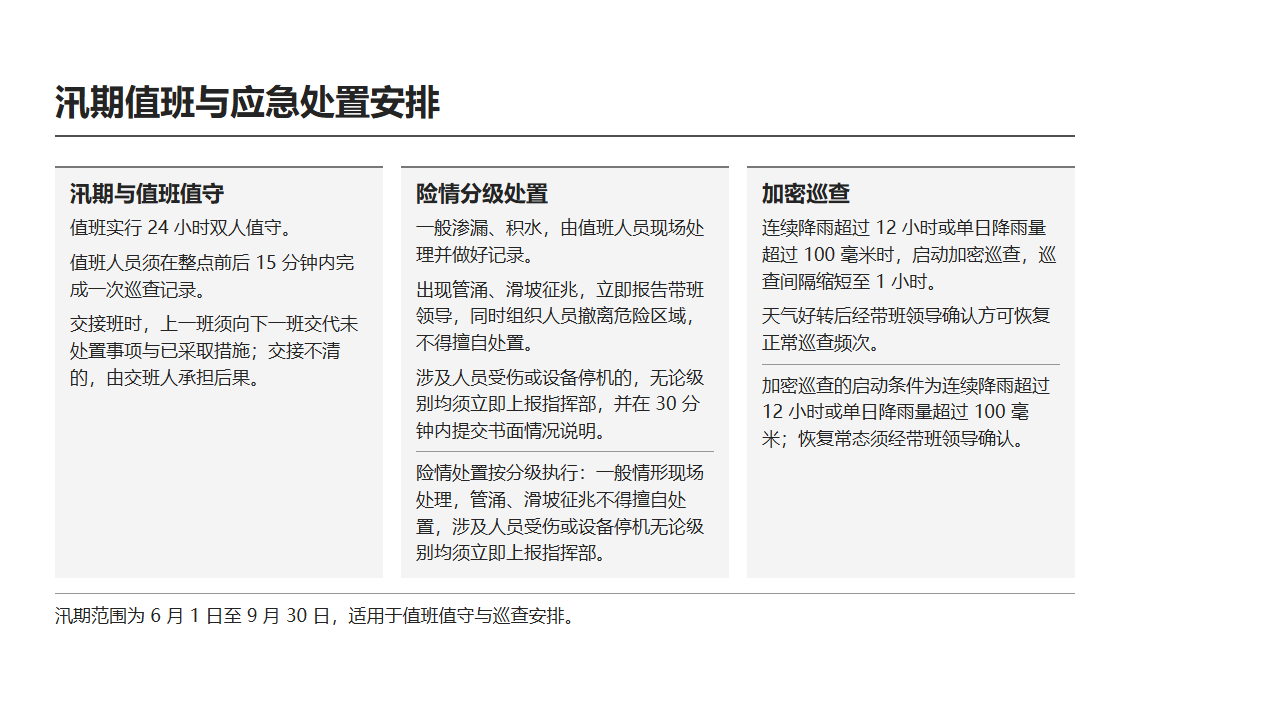 汛期值班与应急处置安排
汛期与值班值守
值班实行 24 小时双人值守。
值班人员须在整点前后 15 分钟内完
成一次巡查记录。
交接班时，上一班须向下一班交代未
处置事项与已采取措施；交接不清
的，由交班人承担后果。
险情分级处置
一般渗漏、积水，由值班人员现场处
理并做好记录。
出现管涌、滑坡征兆，立即报告带班
领导，同时组织人员撤离危险区域，
不得擅自处置。
涉及人员受伤或设备停机的，无论级
别均须立即上报指挥部，并在 30 分
钟内提交书面情况说明。
险情处置按分级执行：一般情形现场
处理，管涌、滑坡征兆不得擅自处
置，涉及人员受伤或设备停机无论级
别均须立即上报指挥部。
加密巡查
连续降雨超过 12 小时或单日降雨量
超过 100 毫米时，启动加密巡查，巡
查间隔缩短至 1 小时。
天气好转后经带班领导确认方可恢复
正常巡查频次。
加密巡查的启动条件为连续降雨超过
12 小时或单日降雨量超过 100 毫
米；恢复常态须经带班领导确认。
汛期范围为 6 月 1 日至 9 月 30 日，适用于值班值守与巡查安排。